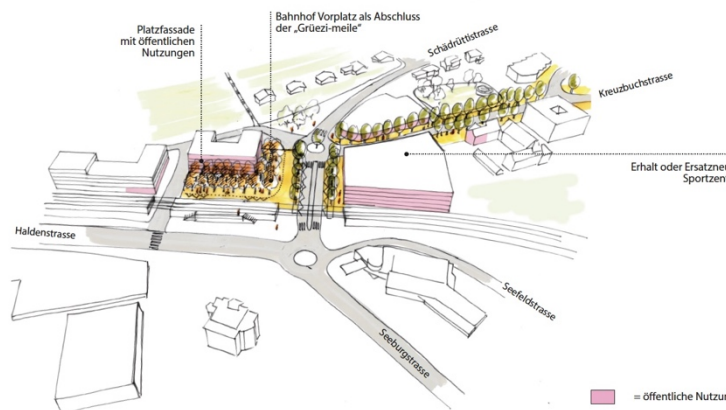 Platzfassade
mit öffentlichen
Nutzungen
Bahnhof Vorplatz als Abschluss
der „Grüezi-meile“
Schädrüttistrasse
Kreuzbuchstrasse
Erhalt oder Ersatzneu
Sportzent
Haldenstrasse
Seefeldstrasse
Seeburgstrasse
= öffentliche Nutzun